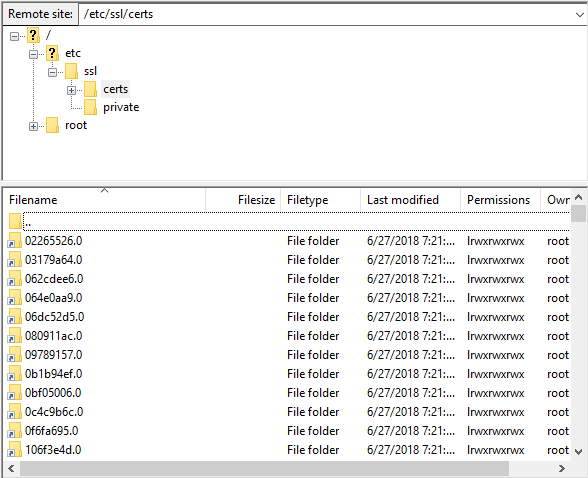 Remote site: /etc/ssl/certs
? /
? etc
ssl
certs
private
root
Filename Filesize Filetype Last modified Permissions Own
..
02265526.0 File folder 6/27/2018 7:21:... lrwxrwxrwx root
03179a64.0 File folder 6/27/2018 7:21:... lrwxrwxrwx root
062cdee6.0 File folder 6/27/2018 7:21:... lrwxrwxrwx root
064e0aa9.0 File folder 6/27/2018 7:21:... lrwxrwxrwx root
06dc52d5.0 File folder 6/27/2018 7:21:... lrwxrwxrwx root
080911ac.0 File folder 6/27/2018 7:21:... lrwxrwxrwx root
09789157.0 File folder 6/27/2018 7:21:... lrwxrwxrwx root
0b1b94ef.0 File folder 6/27/2018 7:21:... lrwxrwxrwx root
0bf05006.0 File folder 6/27/2018 7:21:... lrwxrwxrwx root
0c4c9b6c.0 File folder 6/27/2018 7:21:... lrwxrwxrwx root
0f6fa695.0 File folder 6/27/2018 7:21:... lrwxrwxrwx root
106f3e4d.0 File folder 6/27/2018 7:21:... lrwxrwxrwx root